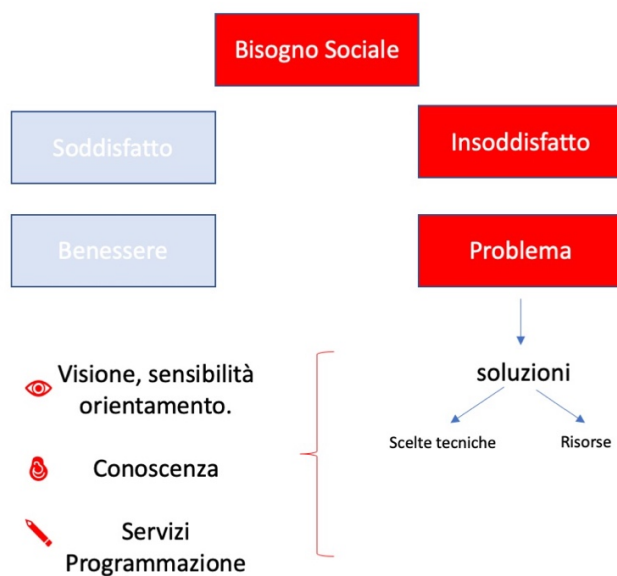 Bisogno Sociale
Soddisfatto
Insoddisfatto
Benessere
Problema
soluzioni
Scelte tecniche
Risorse
Visione, sensibilità
orientamento.
Conoscenza
Servizi
Programmazione